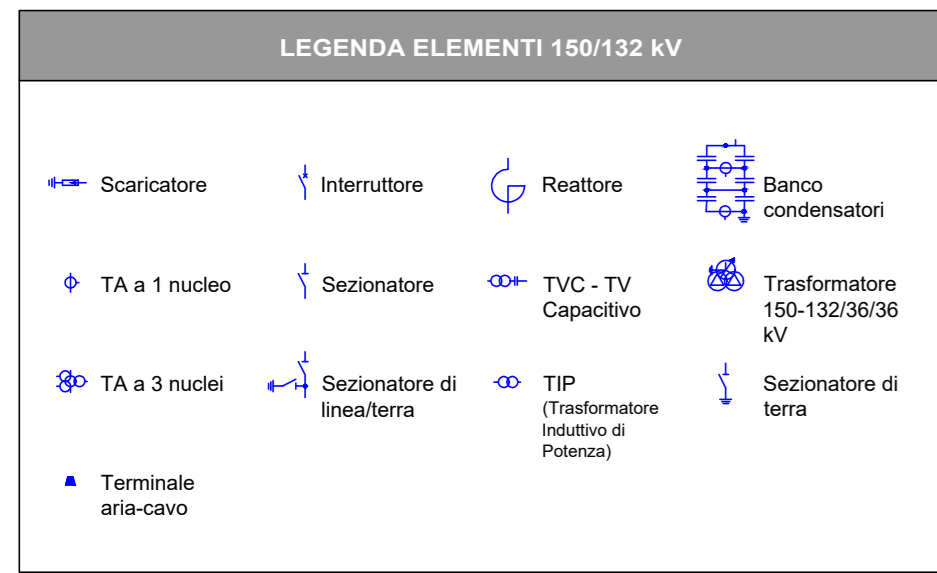 LEGENDA ELEMENTI 150/132 kV
Scaricatore
Interruttore
Reattore
Banco
condensatori
TA a 1 nucleo
Sezionatore
TVC - TV
Capacitivo
Trasformatore
150-132/36/36
kV
TA a 3 nuclei
Sezionatore di
linea/terra
TIP
(Trasformatore
Induttivo di
Potenza)
Sezionatore di
terra
Terminale
aria-cavo